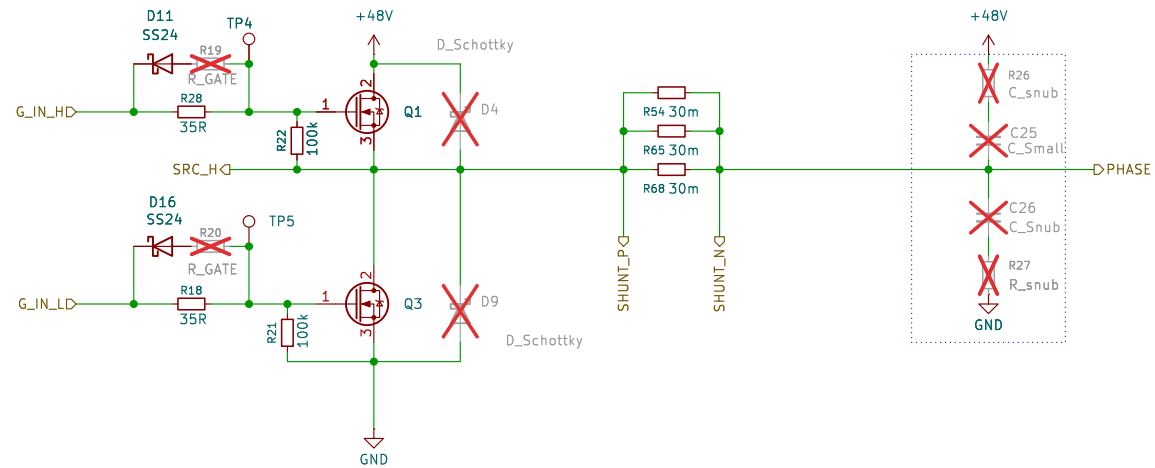 D11
SS24
R19
R_GATE
TP4
+48V
D_Schottky
G_IN_H
R28
35R
R22
100k
1
2
3
Q1
D4
SRC_H
R54 30m
R65 30m
R68 30m
SHUNT_P
SHUNT_N
+48V
R26
C_snub
C25
C_Small
PHASE
C26
C_Snub
R27
R_snub
GND
D16
SS24
R20
R_GATE
TP5
G_IN_L
R18
35R
R21
100k
1
2
3
Q3
D9
D_Schottky
GND